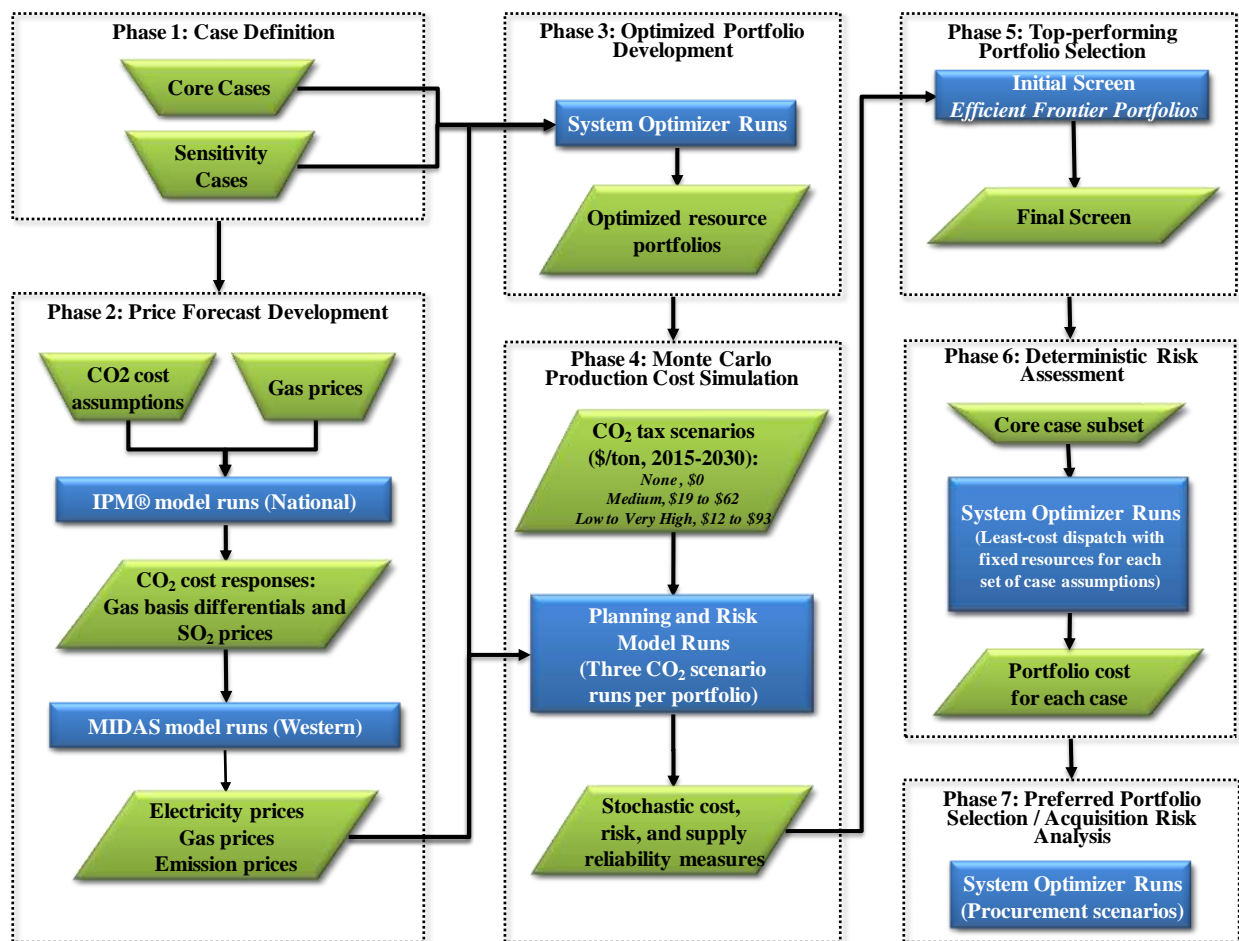 Phase 1: Case Definition
Core Cases
Sensitivity
Cases
Phase 2: Price Forecast Development
CO2 cost
assumptions
Gas prices
IPM® model runs (National)
CO₂ cost responses:
Gas basis differentials and
SO₂ prices
MIDAS model runs (Western)
Electricity prices
Gas prices
Emission prices
Phase 3: Optimized Portfolio
Development
System Optimizer Runs
Optimized resource
portfolios
Phase 4: Monte Carlo
Production Cost Simulation
CO₂ tax scenarios
($/ton, 2015-2030):
None , $0
Medium, $19 to $62
Low to Very High, $12 to $93
Planning and Risk
Model Runs
(Three CO₂ scenario
runs per portfolio)
Stochastic cost,
risk, and supply
reliability measures
Phase 5: Top-performing
Portfolio Selection
Initial Screen
Efficient Frontier Portfolios
Final Screen
Phase 6: Deterministic Risk
Assessment
Core case subset
System Optimizer Runs
(Least-cost dispatch with
fixed resources for each
set of case assumptions)
Portfolio cost
for each case
Phase 7: Preferred Portfolio
Selection / Acquisition Risk
Analysis
System Optimizer Runs
(Procurement scenarios)